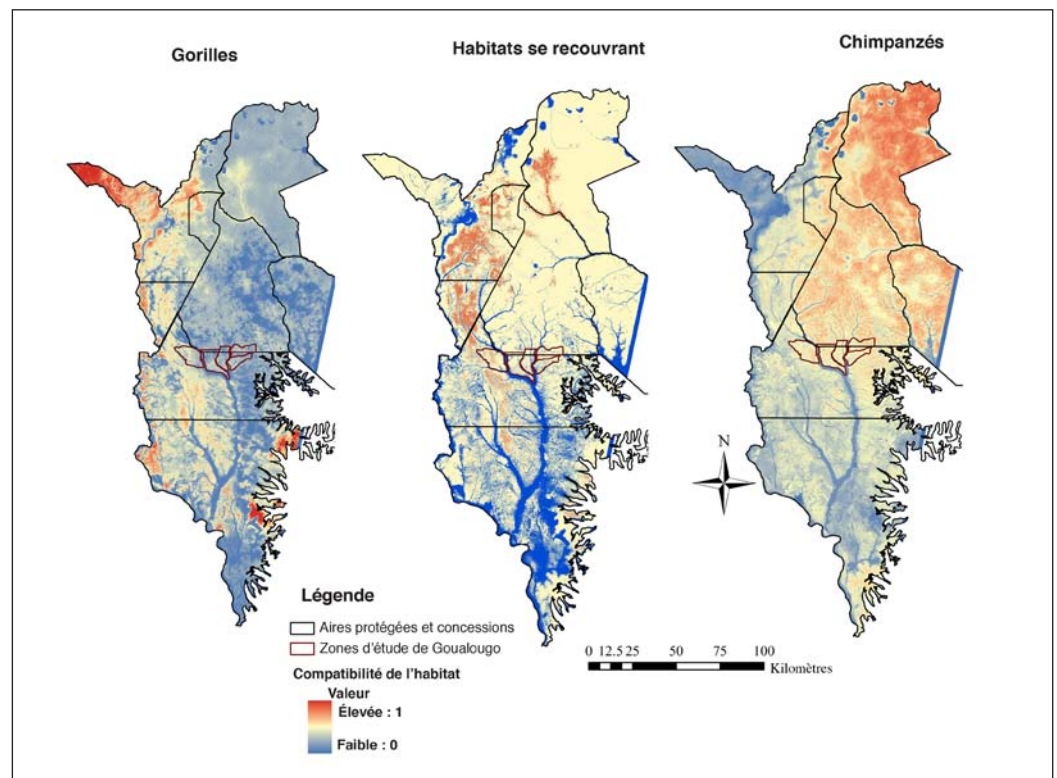 Gorilles
Habitats se recouvrant
Chimpanzés
N
Légende
Aires protégées et concessions
Zones d'étude de Goualougo
Compatibilité de l'habitat
Valeur
Élevée : 1
Faible : 0
0 12.5 25 50 75 100
Kilomètres